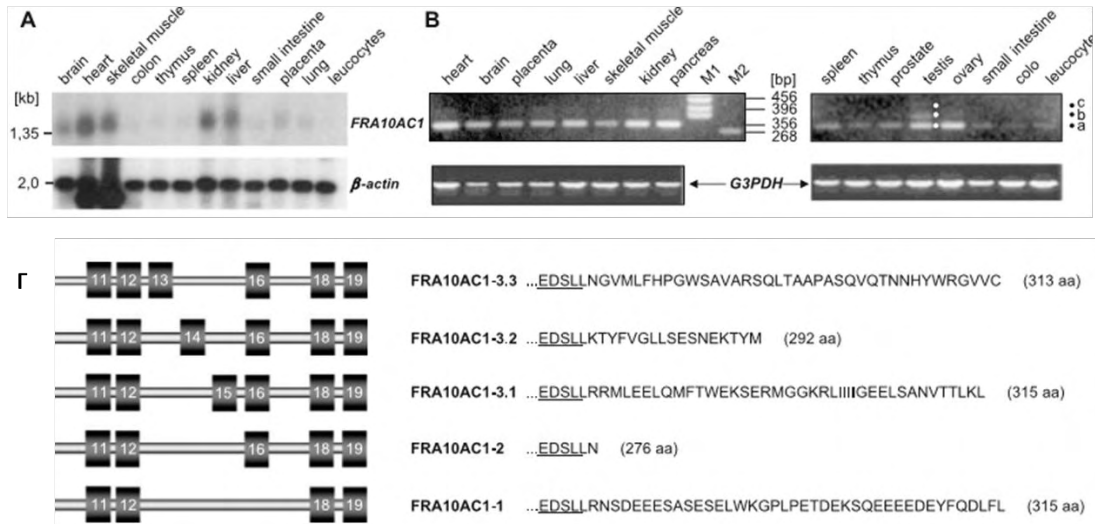 A
brain
heart
skeletal muscle
colon
thymus
spleen
kidney
liver
small intestine
placenta
lung
leucocytes
[kb]
1,35
FRA10AC1
2,0
β-actin
B
heart
brain
placenta
lung
liver
skeletal muscle
kidney
pancreas
M1
M2
[bp]
456
396
356
268
spleen
thymus
prostate
testis
ovary
small intestine
colo
leucocyte
c
b
a
G3PDH
Г
11 12 13 16 18 19 FRA10AC1-3.3 ...EDSLLNGVMLFHPGWSAVARSQLTAAPASQVQTNNHYWRGVVC (313 aa)
11 12 14 16 18 19 FRA10AC1-3.2 ...EDSLLKTYFVGLLSESNEKTYM (292 aa)
11 12 15 16 18 19 FRA10AC1-3.1 ...EDSLLRRMLEELQMFTWEKSERMGGKRLIIIIGEELSANVTTLKL (315 aa)
11 12 16 18 19 FRA10AC1-2 ...EDSLLN (276 aa)
11 12 18 19 FRA10AC1-1 ...EDSLLRNSDEEESASESELWKGPLPETDEKSQEEEEDEYFQDLFL (315 aa)